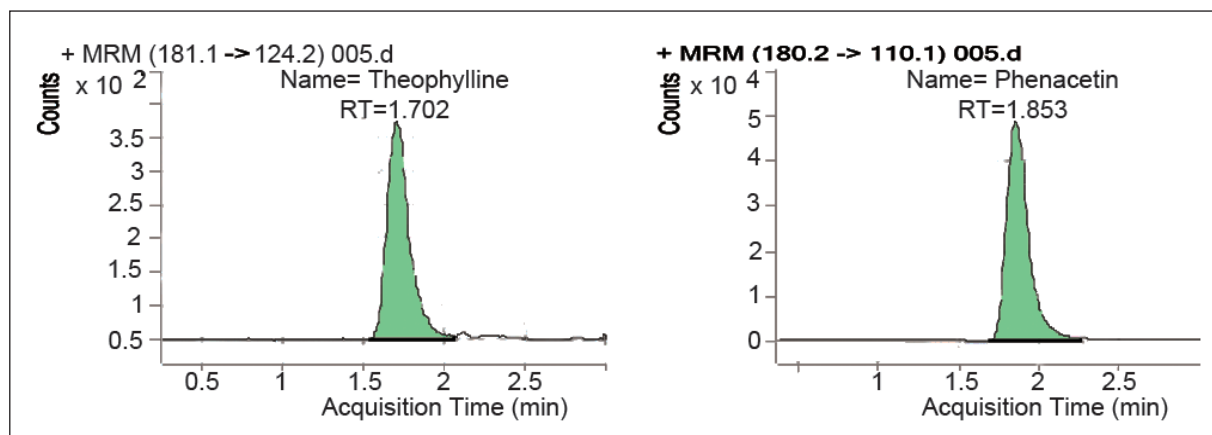 + MRM (181.1 -> 124.2) 005.d
Counts
x 10 2
Name= Theophylline
RT=1.702
3.5
3
2.5
2
1.5
1
0.5
0.5 1 1.5 2 2.5
Acquisition Time (min)
+ MRM (180.2 -> 110.1) 005.d
Counts
x 10 4
Name= Phenacetin
RT=1.853
5
4
3
2
1
0
1 1.5 2 2.5
Acquisition Time (min)